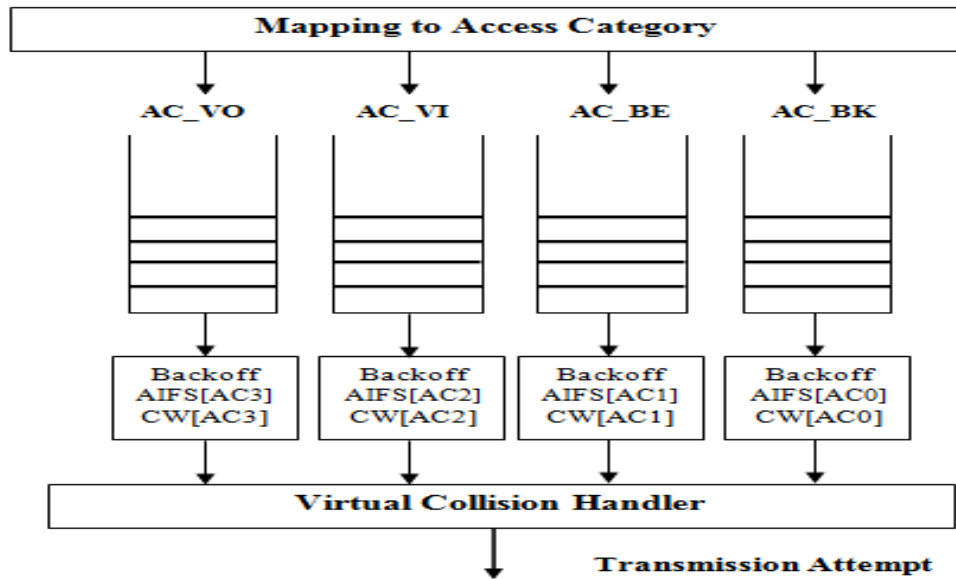 Mapping to Access Category
AC_VO AC_VI AC_BE AC_BK
Backoff Backoff Backoff Backoff
AIFS[AC3] AIFS[AC2] AIFS[AC1] AIFS[AC0]
CW[AC3] CW[AC2] CW[AC1] CW[AC0]
Virtual Collision Handler
Transmission Attempt